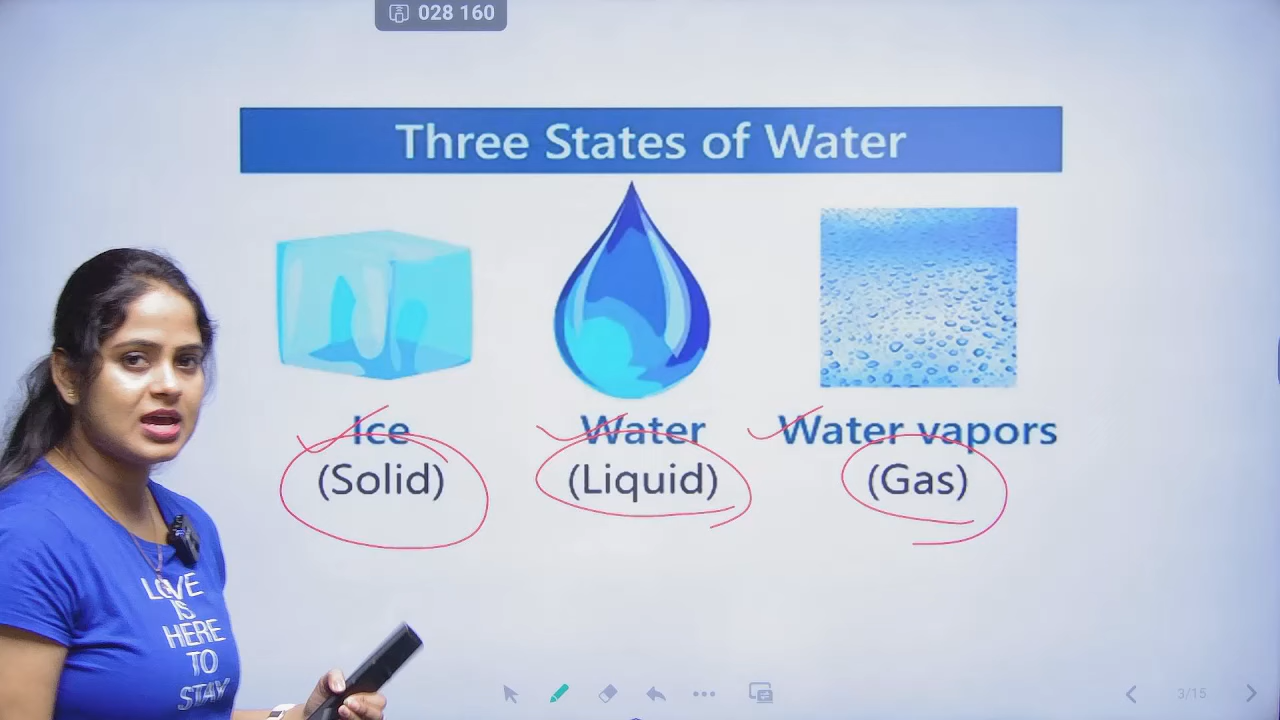 028 160
Three States of Water
Ice
(Solid)
Water
(Liquid)
Water vapors
(Gas)
LOVE
IS
HERE
TO
STAY
3/15